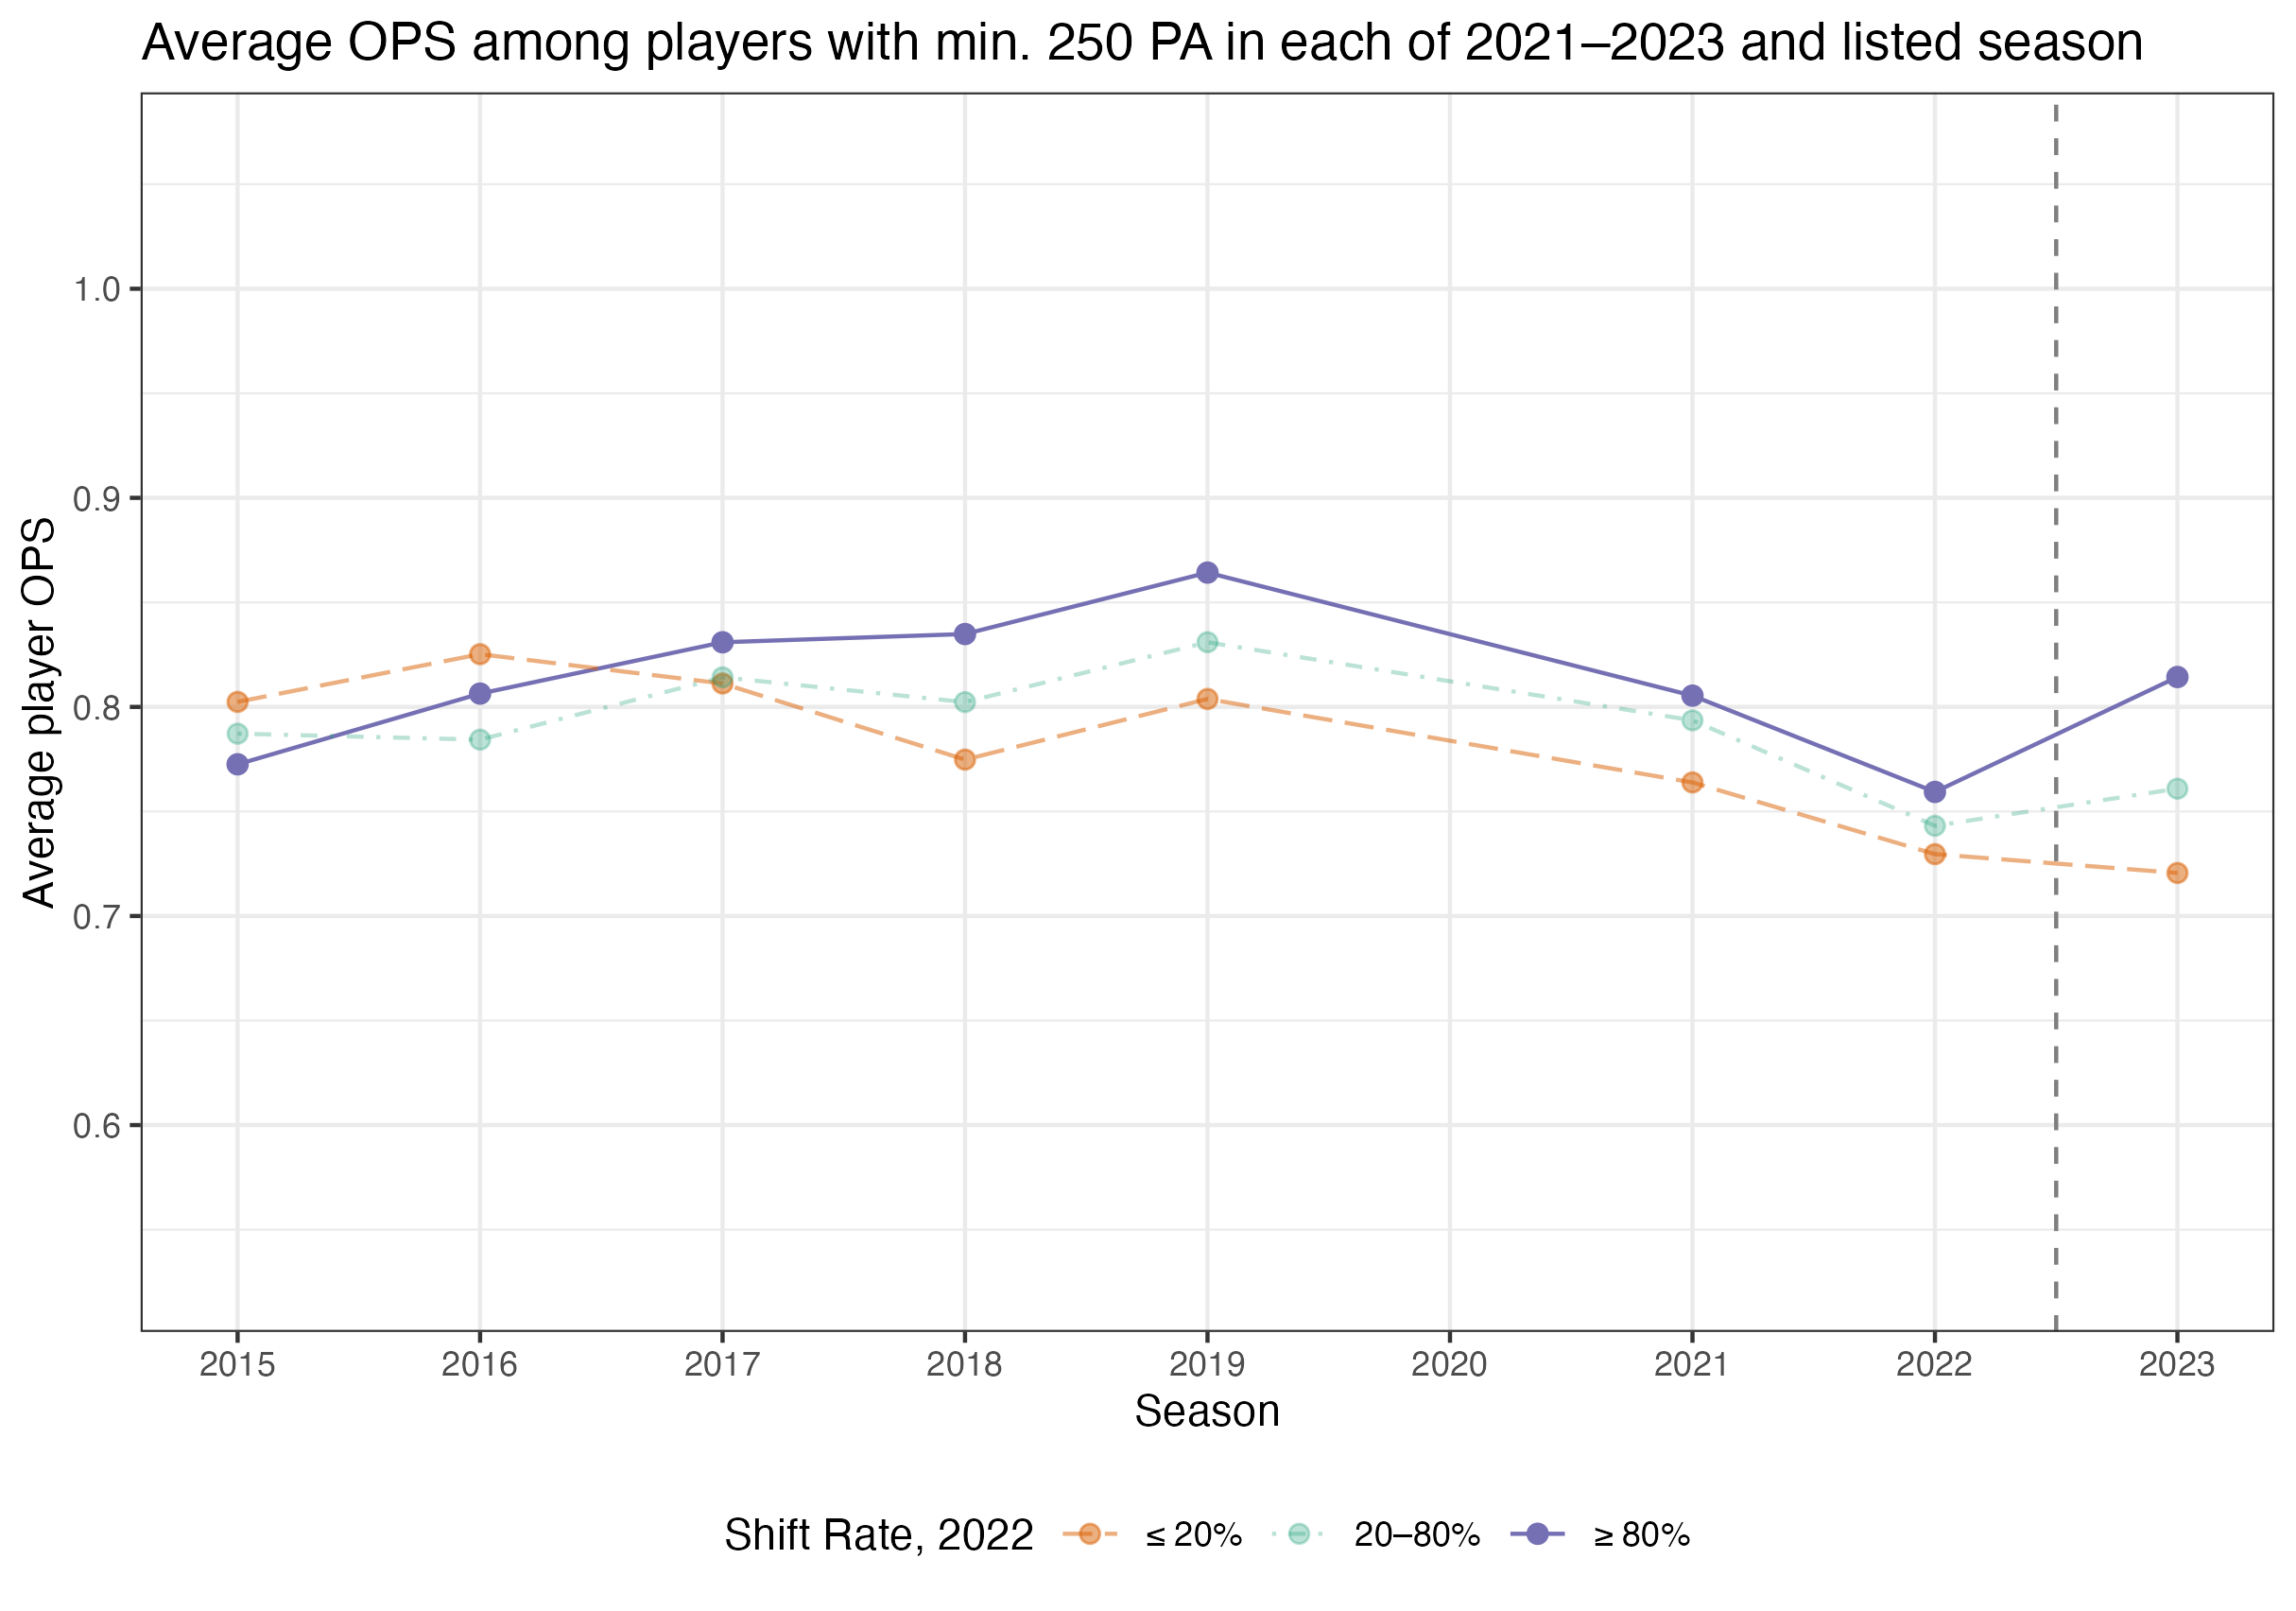 Average OPS among players with min. 250 PA in each of 2021–2023 and listed season
Average player OPS
1.0
0.9
0.8
0.7
0.6
2015 2016 2017 2018 2019 2020 2021 2022 2023
Season
Shift Rate, 2022 ≤ 20% 20–80% ≥ 80%